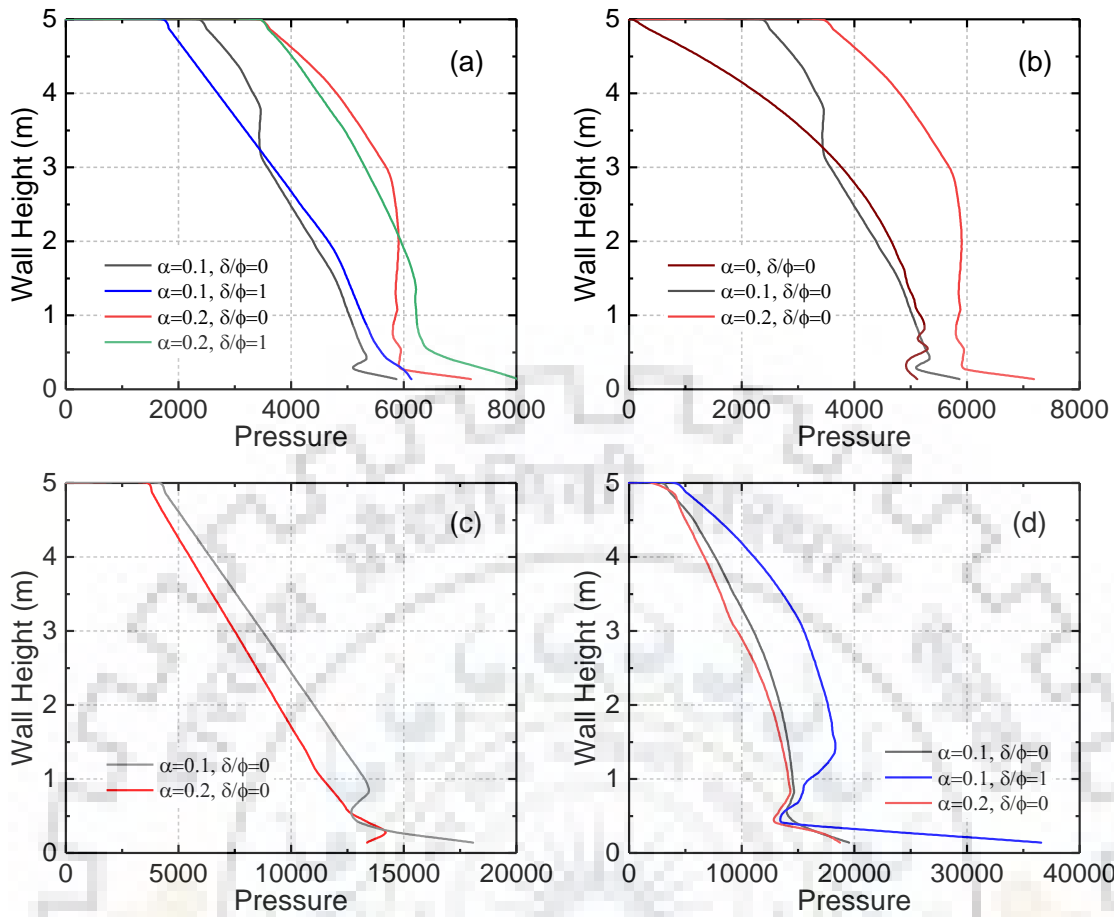 5
4
3
2
1
0
Wall Height (m)
(a)
α=0.1, δ/ϕ=0
α=0.1, δ/ϕ=1
α=0.2, δ/ϕ=0
α=0.2, δ/ϕ=1
0 2000 4000 6000 8000
Pressure
5
4
3
2
1
0
Wall Height (m)
(b)
α=0, δ/ϕ=0
α=0.1, δ/ϕ=0
α=0.2, δ/ϕ=0
0 2000 4000 6000 8000
Pressure
5
4
3
2
1
0
Wall Height (m)
(c)
α=0.1, δ/ϕ=0
α=0.2, δ/ϕ=0
0 5000 10000 15000 20000
Pressure
5
4
3
2
1
0
Wall Height (m)
(d)
α=0.1, δ/ϕ=0
α=0.1, δ/ϕ=1
α=0.2, δ/ϕ=0
0 10000 20000 30000 40000
Pressure